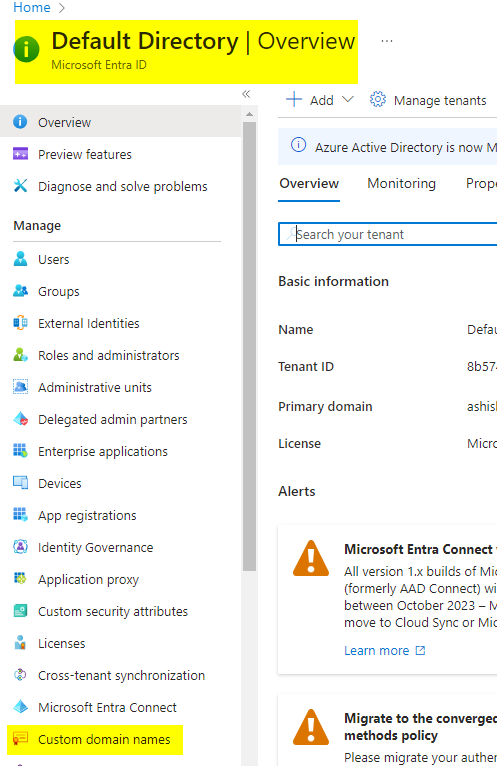 Home >
Default Directory | Overview ...
Microsoft Entra ID
«
Overview
Preview features
Diagnose and solve problems
Manage
Users
Groups
External Identities
Roles and administrators
Administrative units
Delegated admin partners
Enterprise applications
Devices
App registrations
Identity Governance
Application proxy
Custom security attributes
Licenses
Cross-tenant synchronization
Microsoft Entra Connect
Custom domain names
+ Add Manage tenants
Azure Active Directory is now M
Overview Monitoring Prope
Search your tenant
Basic information
Name Defau
Tenant ID 8b574
Primary domain ashish
License Micro
Alerts
Microsoft Entra Connect
All version 1.x builds of Mic
(formerly AAD Connect) wi
between October 2023 – M
move to Cloud Sync or Mic
Learn more
Migrate to the converged
methods policy
Please migrate your authen